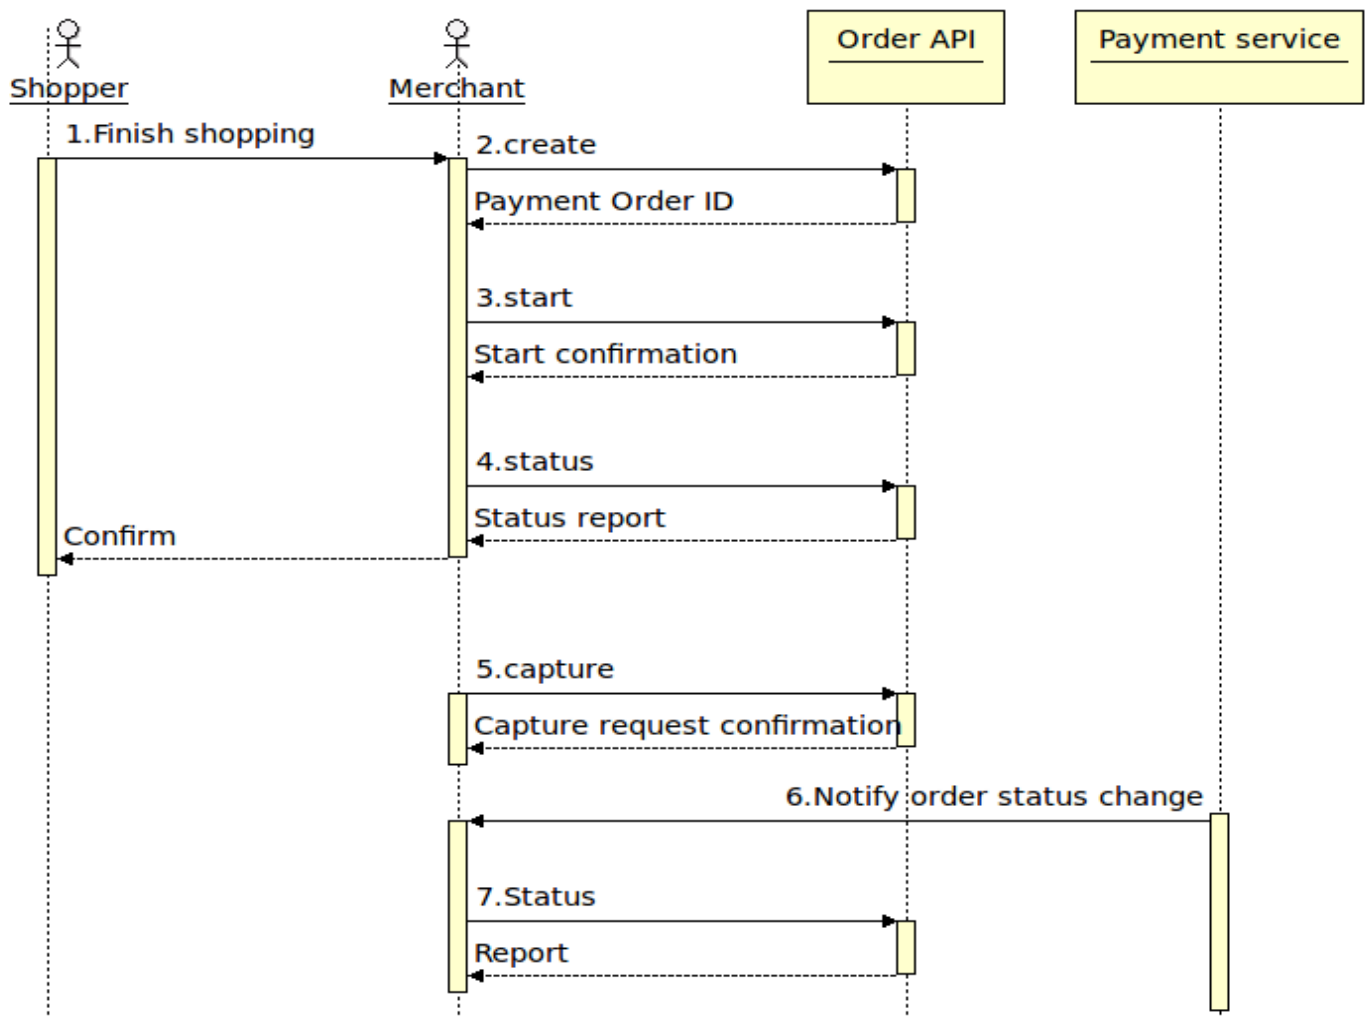 Shopper
Merchant
Order API
Payment service
1.Finish shopping
2.create
Payment Order ID
3.start
Start confirmation
4.status
Status report
Confirm
5.capture
Capture request confirmation
6.Notify order status change
7.Status
Report